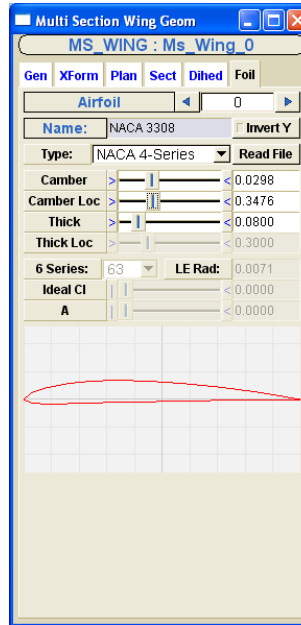 Multi Section Wing Geom
MS_WING : Ms_Wing_0
Gen XForm Plan Sect Dihed Foil
Airfoil 0
Name: NACA 3308 Invert Y
Type: NACA 4-Series Read File
Camber > < 0.0298
Camber Loc > < 0.3476
Thick > < 0.0800
Thick Loc > < 0.3000
6 Series: 63 LE Rad: 0.0071
Ideal Cl | < 0.0000
A | < 0.0000